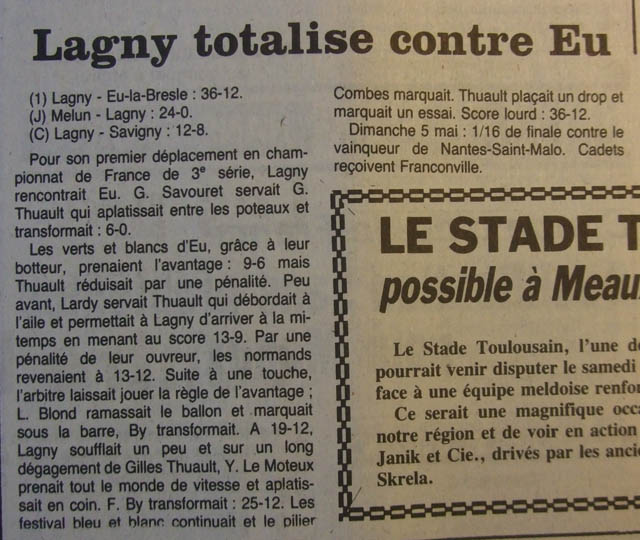 Lagny totalise contre Eu
(1) Lagny - Eu-la-Bresle : 36-12.
(J) Melun - Lagny : 24-0.
(C) Lagny - Savigny : 12-8.
Pour son premier déplacement en cham-
pionnat de France de 3e série, Lagny
rencontrait Eu. G. Savouret servait G.
Thuault qui aplatissait entre les poteaux et
transformait : 6-0.
Les verts et blancs d'Eu, grâce à leur
botteur, prenaient l'avantage : 9-6 mais
Thuault réduisait par une pénalité. Peu
avant, Lardy servait Thuault qui débordait à
l'aile et permettait à Lagny d'arriver à la mi-
temps en menant au score 13-9. Par une
pénalité de leur ouvreur, les normands
revenaient à 13-12. Suite à une touche,
l'arbitre laissait jouer la règle de l'avantage ;
L. Blond ramassait le ballon et marquait
sous la barre, By transformait. A 19-12,
Lagny soufflait un peu et sur un long
dégagement de Gilles Thuault, Y. Le Moteux
prenait tout le monde de vitesse et aplatis-
sait en coin. F. By transformait : 25-12. Les
festival bleu et blanc continuait et le pilier
Combes marquait. Thuault plaçait un drop et
marquait un essai. Score lourd : 36-12.
Dimanche 5 mai : 1/16 de finale contre le
vainqueur de Nantes-Saint-Malo. Cadets
reçoivent Franconville.
LE STADE T
possible à Meau
Le Stade Toulousain, l'une d
pourrait venir disputer le samedi
face à une équipe meldoise renfo
Ce serait une magnifique occa
notre région et de voir en action
Janik et Cie., drivés par les ancie
Skrela.